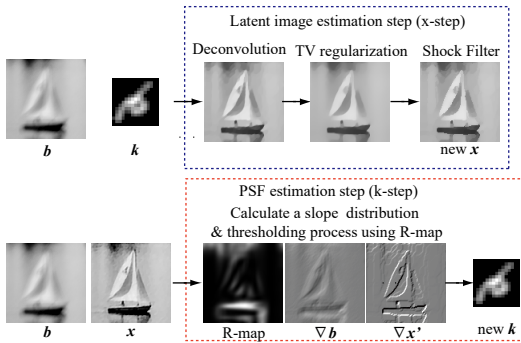 Latent image estimation step (x-step)
Deconvolution TV regularization Shock Filter
b k new x
PSF estimation step (k-step)
Calculate a slope distribution
& thresholding process using R-map
b x R-map ∇b ∇x' new k